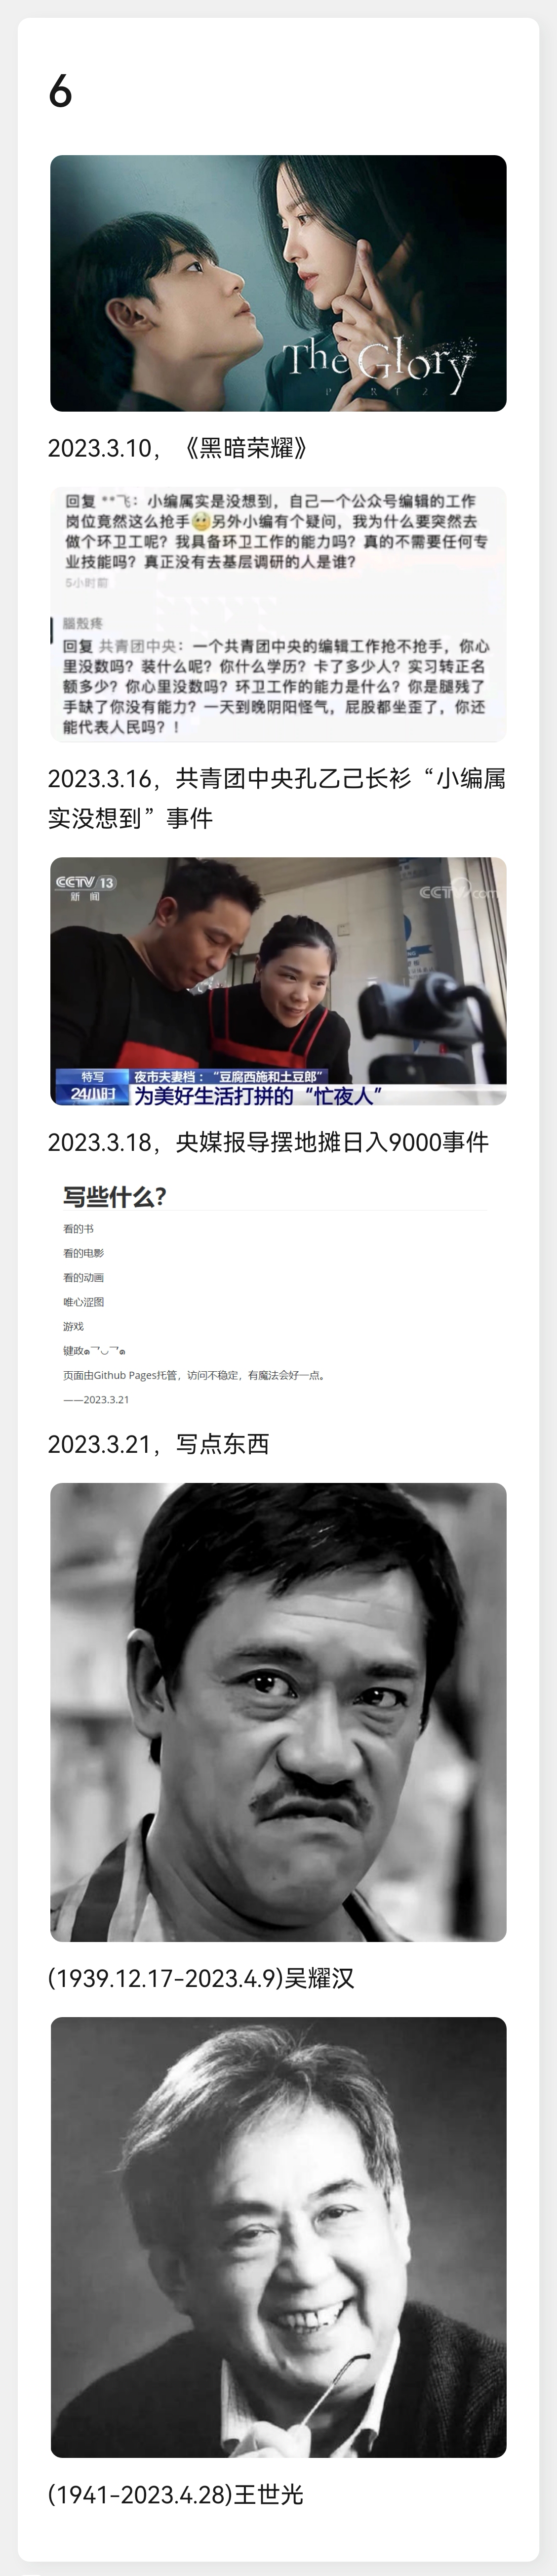 6
The Glory
PART 2
2023.3.10，《黑暗荣耀》
回复 **飞：小编属实是没想到，自己一个公众号编辑的工作
岗位竟然这么抢手🥹另外小编有个疑问，我为什么要突然去
做个环卫工呢？我具备环卫工作的能力吗？真的不需要任何专
业技能吗？真正没有去基层调研的人是谁？
5小时前
脑殼疼
回复 共青团中央：一个共青团中央的编辑工作抢不抢手，你心
里没数吗？装什么呢？你什么学历？卡了多少人？实习转正名
额多少？你心里没数吗？环卫工作的能力是什么？你是腿残了
手缺了你没有能力？一天到晚阴阳怪气，屁股都坐歪了，你还
能代表人民吗？！
2023.3.16，共青团中央孔乙己长衫“小编属
实没想到”事件
CCTV 13
新闻
CCTV.com
特写
夜市夫妻档：“豆腐西施和土豆郎”
24小时
为美好生活打拼的“忙夜人”
2023.3.18，央媒报导摆地摊日入9000事件
写些什么？
看的书
看的电影
看的动画
唯心涩图
游戏
键政๑乛◡乛๑
页面由Github Pages托管，访问不稳定，有魔法会好一点。
——2023.3.21
2023.3.21，写点东西
(1939.12.17-2023.4.9)吴耀汉
(1941-2023.4.28)王世光